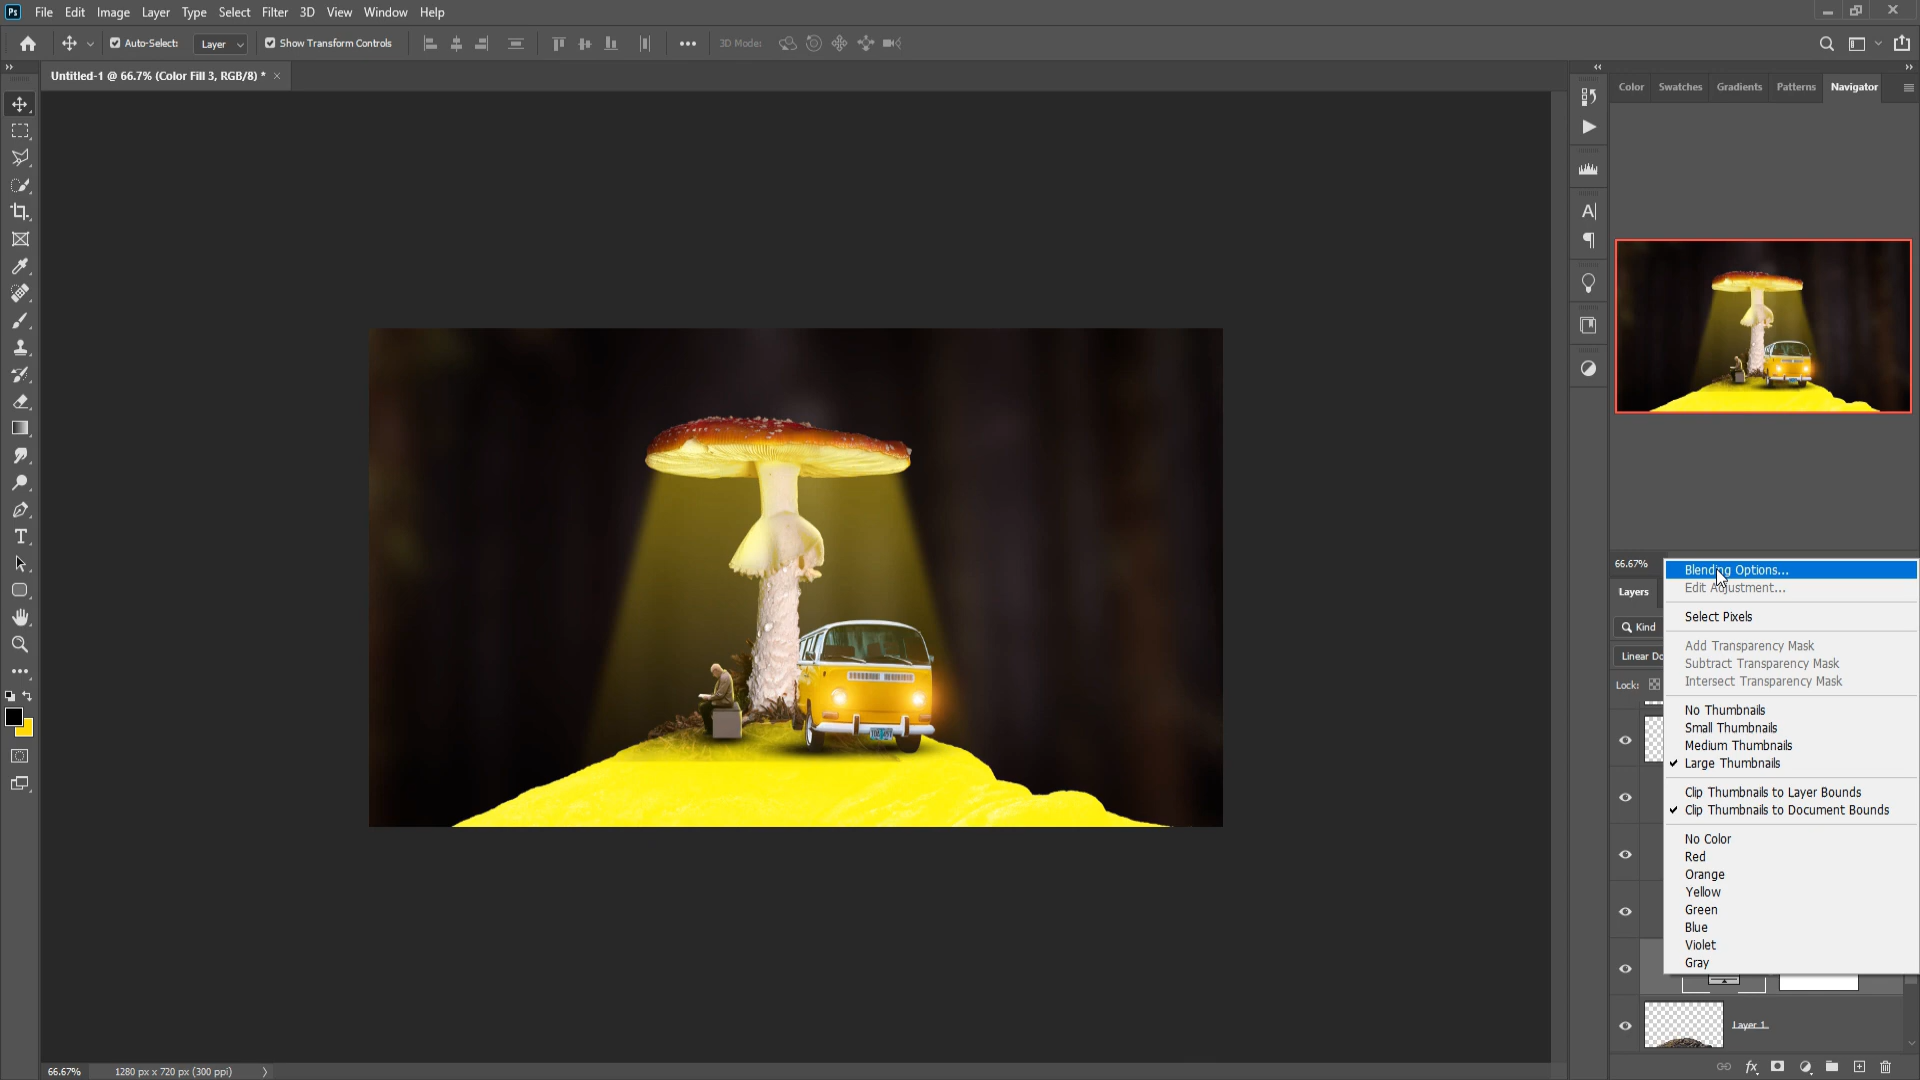 Ps File Edit Image Layer Type Select Filter 3D View Window Help
Auto-Select: Layer Show Transform Controls 3D Mode:
Untitled-1 @ 66.7% (Color Fill 3, RGB/8) *
Color Swatches Gradients Patterns Navigator
66.67%
Layers
Kind
Linear Do
Lock:
Blending Options...
Edit Adjustment...
Select Pixels
Add Transparency Mask
Subtract Transparency Mask
Intersect Transparency Mask
No Thumbnails
Small Thumbnails
Medium Thumbnails
Large Thumbnails
Clip Thumbnails to Layer Bounds
Clip Thumbnails to Document Bounds
No Color
Red
Orange
Yellow
Green
Blue
Violet
Gray
Layer 1
fx
66.67% 1280 px x 720 px (300 ppi)